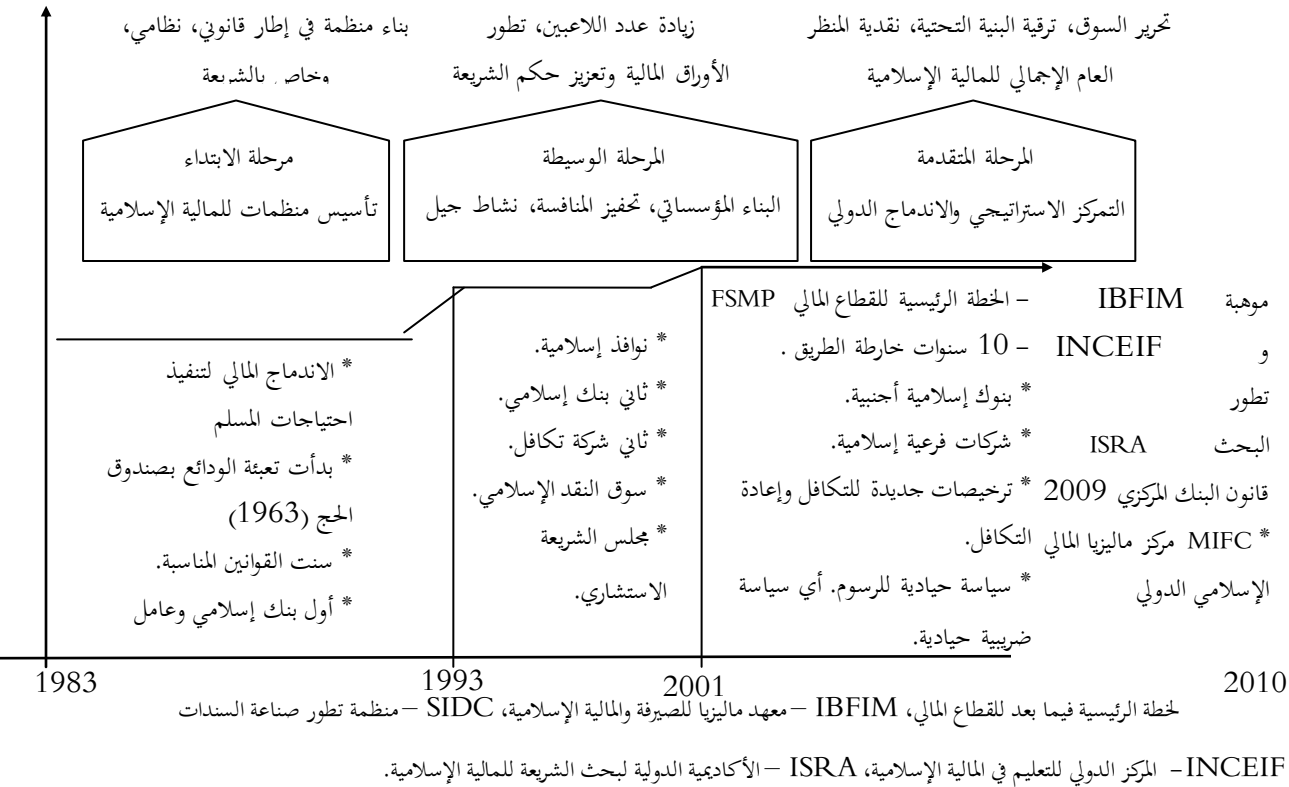 بناء منظمة في إطار قانوني، نظامي،
وخاص بالشريعة
زيادة عدد اللاعبين، تطور
الأوراق المالية وتعزيز حكم الشريعة
تحرير السوق، ترقية البنية التحتية، نقدية المنظر
العام الإجمالي للمالية الإسلامية
مرحلة الابتداء
تأسيس منظمات للمالية الإسلامية
المرحلة الوسيطة
البناء المؤسساتي، تحفيز المنافسة، نشاط جيل
المرحلة المتقدمة
التمركز الاستراتيجي والاندماج الدولي
* الاندماج المالي لتنفيذ
احتياجات المسلم
* بدأت تعبئة الودائع بصندوق
الحج (1963)
* سنت القوانين المناسبة.
* أول بنك إسلامي وعامل
* نوافذ إسلامية.
* ثاني بنك إسلامي.
* ثاني شركة تكافل.
* سوق النقد الإسلامي.
* مجلس الشريعة
الاستشاري.
– الخطة الرئيسية للقطاع المالي FSMP
– 10 سنوات خارطة الطريق .
* بنوك إسلامية أجنبية.
* شركات فرعية إسلامية.
* ترخيصات جديدة للتكافل وإعادة
التكافل.
* سياسة حيادية للرسوم. أي سياسة
ضريبية حيادية.
موهبة IBFIM
و INCEIF
تطور
البحث ISRA
قانون البنك المركزي 2009
* MIFC مركز ماليزيا المالي
الإسلامي الدولي
1983
1993
2001
2010
لخطة الرئيسية فيما بعد للقطاع المالي، IBFIM –معهد ماليزيا للصيرفة والمالية الإسلامية، SIDC –منظمة تطور صناعة السندات
INCEIF– المركز الدولي للتعليم في المالية الإسلامية، ISRA –الأكاديمية الدولية لبحث الشريعة للمالية الإسلامية.